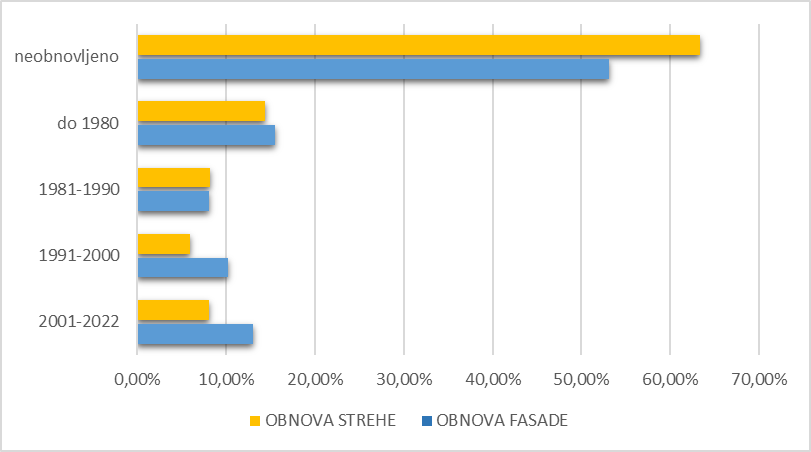 neobnovljeno
do 1980
1981-1990
1991-2000
2001-2022
0,00% 10,00% 20,00% 30,00% 40,00% 50,00% 60,00% 70,00%
OBNOVA STREHE OBNOVA FASADE